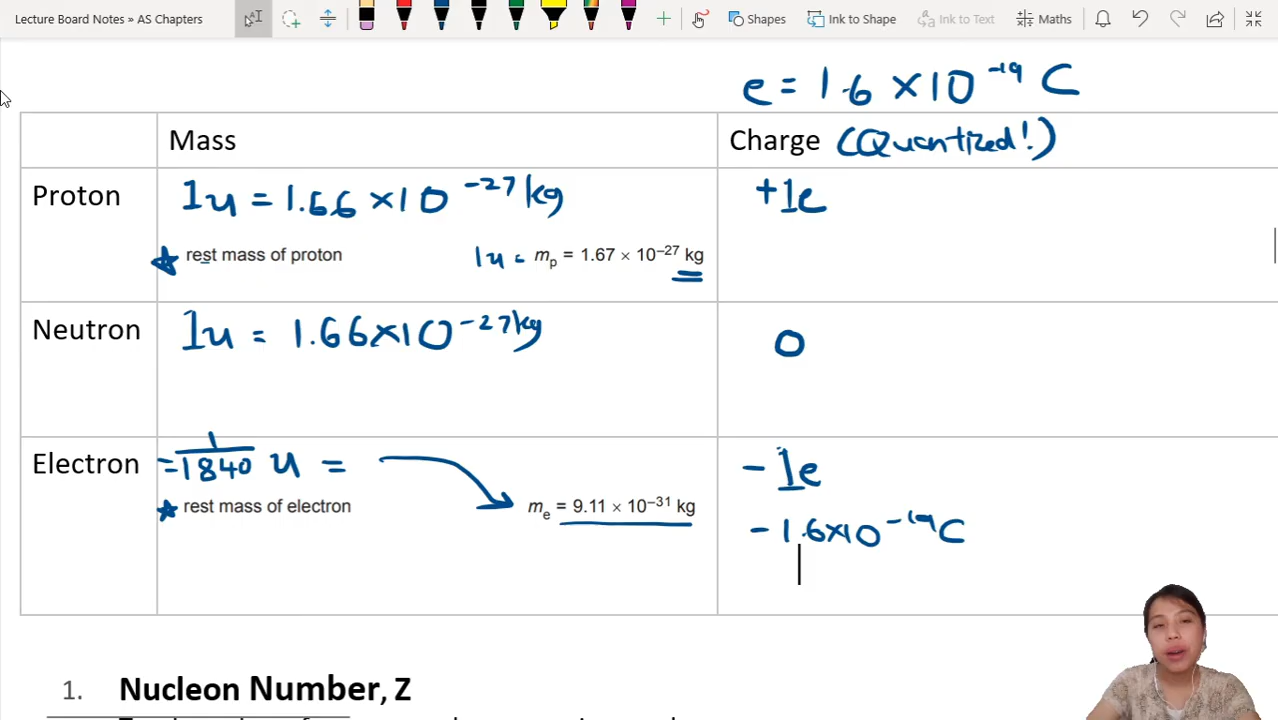 Lecture Board Notes » AS Chapters
Shapes
Ink to Shape
Ink to Text
Maths
e = 1.6 × 10⁻¹⁹ C
Mass
Charge (Quantized!)
Proton
1u = 1.66 × 10⁻²⁷ kg
+1e
rest mass of proton
1u = mₚ = 1.67 × 10⁻²⁷ kg
Neutron
1u = 1.66 × 10⁻²⁷ kg
0
Electron
= 1/1840 u =
- 1e
rest mass of electron
mₑ = 9.11 × 10⁻³¹ kg
- 1.6 × 10⁻¹⁹ C
1. Nucleon Number, Z